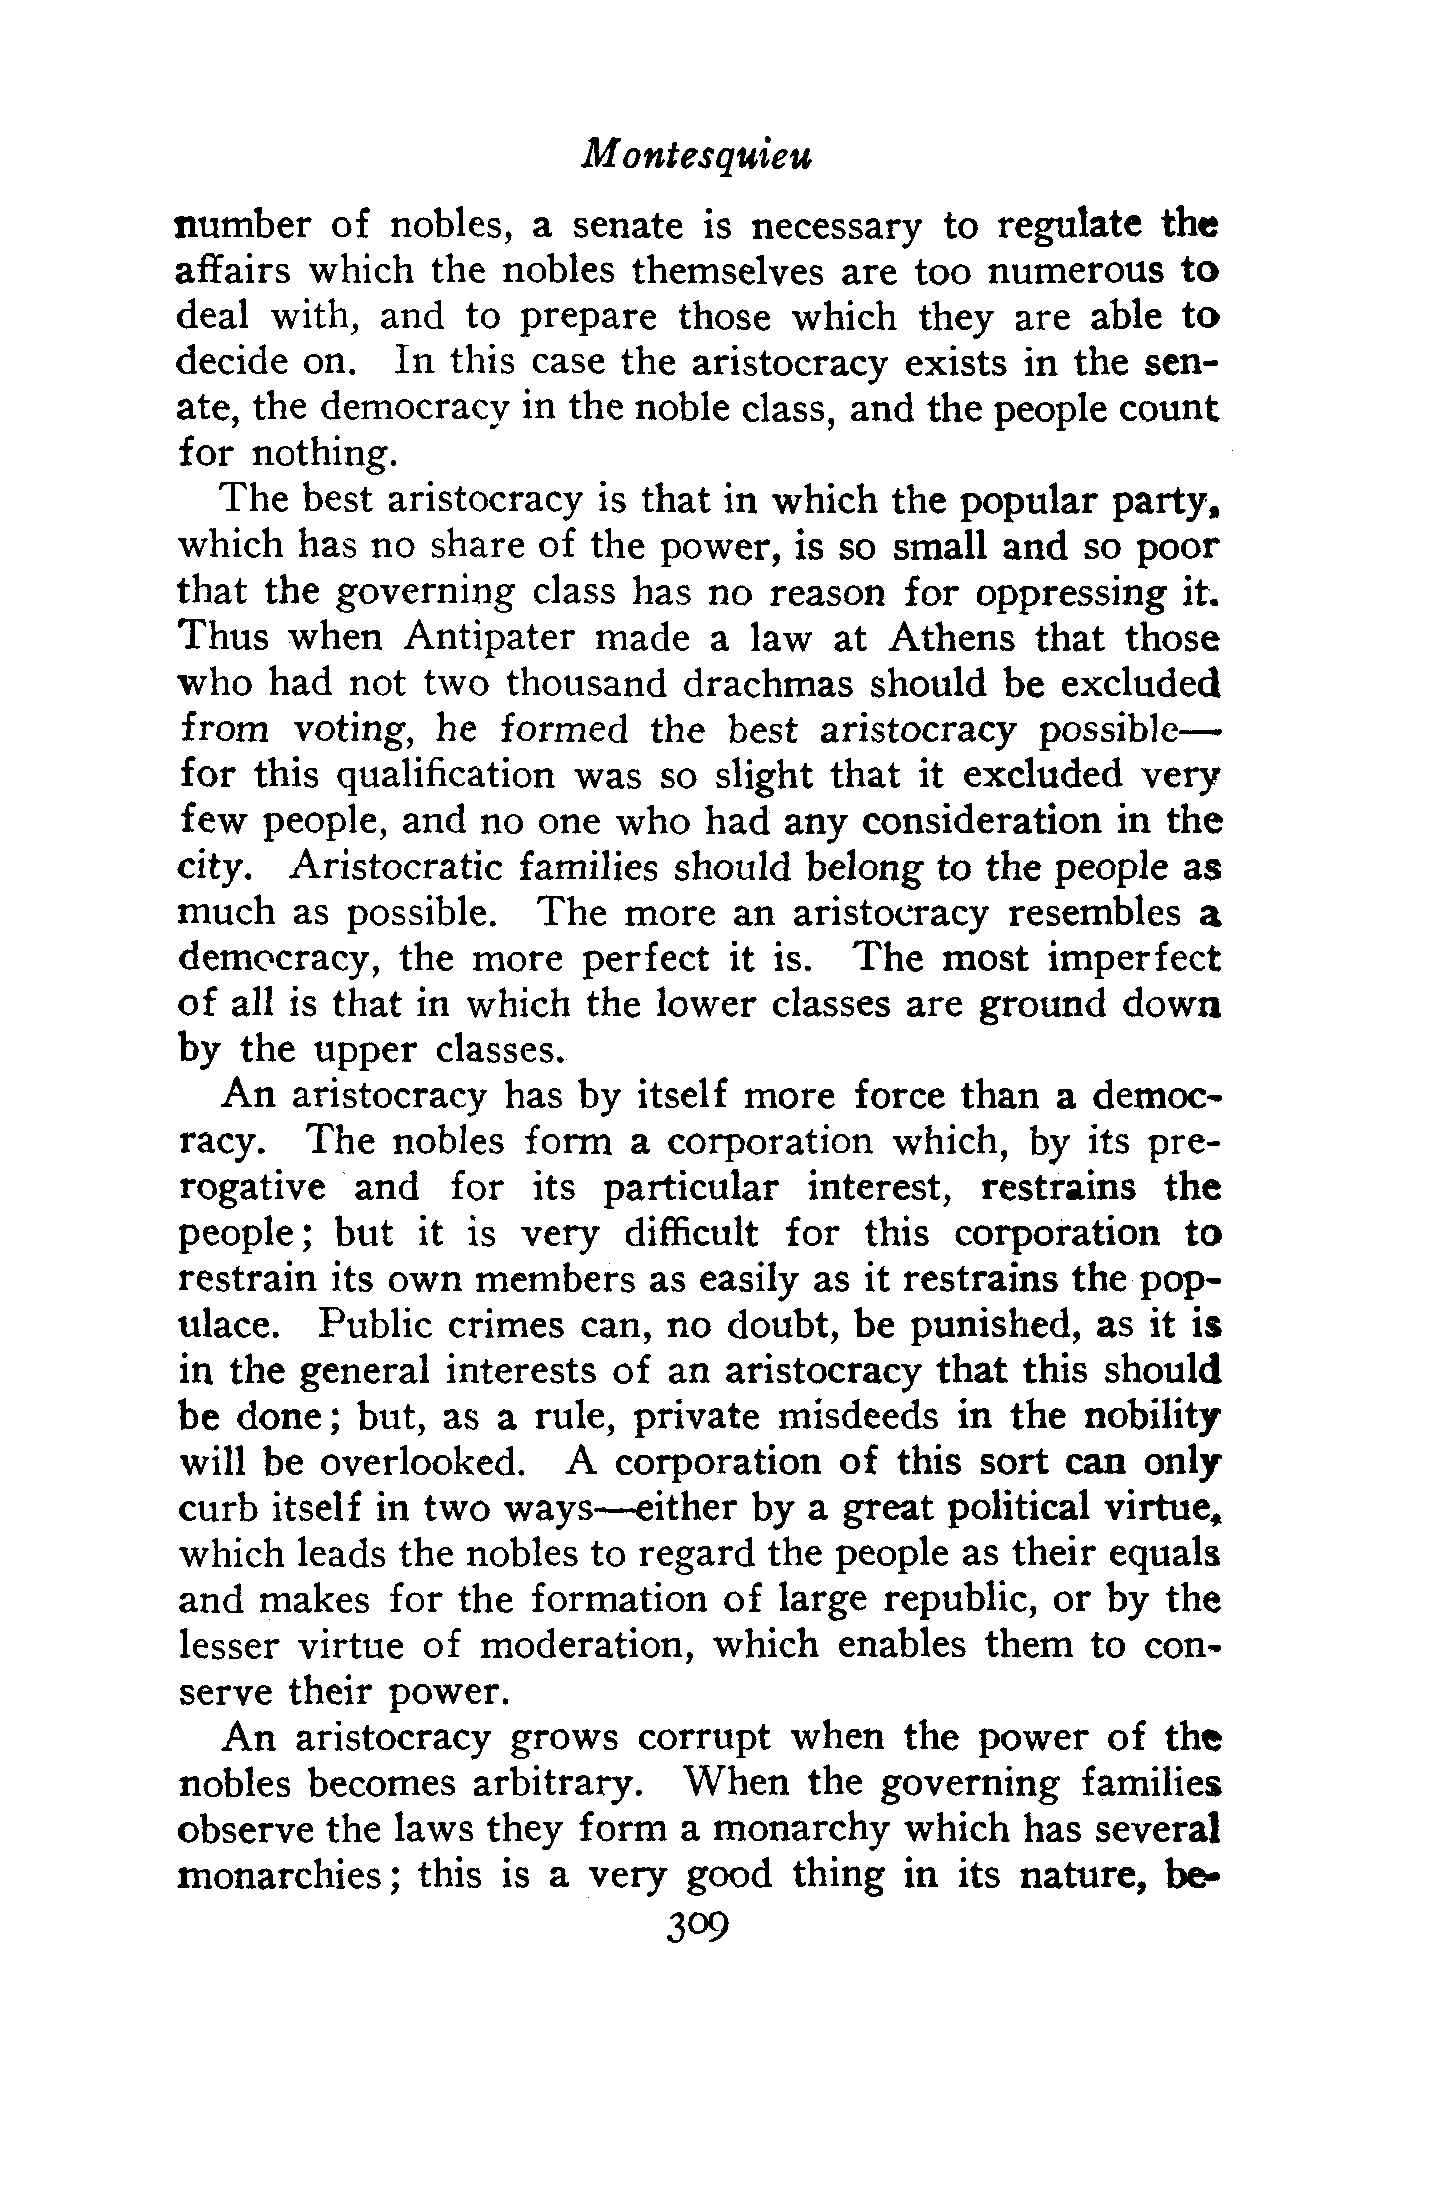 Montesquieu
number of nobles, a senate is necessary to regulate the
affairs which the nobles themselves are too numerous to
deal with, and to prepare those which they are able to
decide on. In this case the aristocracy exists in the sen-
ate, the democracy in the noble class, and the people count
for nothing.
The best aristocracy is that in which the popular party,
which has no share of the power, is so small and so poor
that the governing class has no reason for oppressing it.
Thus when Antipater made a law at Athens that those
who had not two thousand drachmas should be excluded
from voting, he formed the best aristocracy possible—
for this qualification was so slight that it excluded very
few people, and no one who had any consideration in the
city. Aristocratic families should belong to the people as
much as possible. The more an aristocracy resembles a
democracy, the more perfect it is. The most imperfect
of all is that in which the lower classes are ground down
by the upper classes.
An aristocracy has by itself more force than a democ-
racy. The nobles form a corporation which, by its pre-
rogative and for its particular interest, restrains the
people; but it is very difficult for this corporation to
restrain its own members as easily as it restrains the pop-
ulace. Public crimes can, no doubt, be punished, as it is
in the general interests of an aristocracy that this should
be done; but, as a rule, private misdeeds in the nobility
will be overlooked. A corporation of this sort can only
curb itself in two ways—either by a great political virtue,
which leads the nobles to regard the people as their equals
and makes for the formation of large republic, or by the
lesser virtue of moderation, which enables them to con-
serve their power.
An aristocracy grows corrupt when the power of the
nobles becomes arbitrary. When the governing families
observe the laws they form a monarchy which has several
monarchies; this is a very good thing in its nature, be-
309